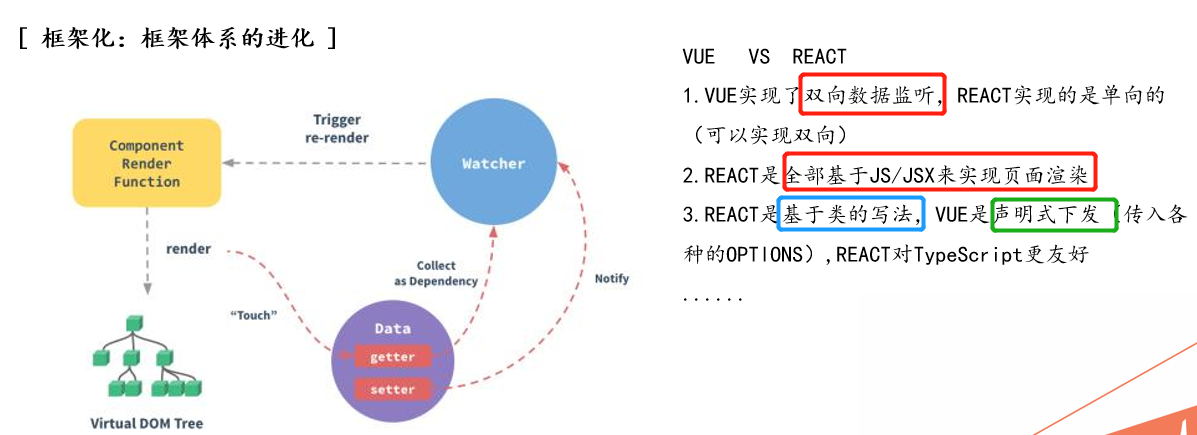 [ 框架化：框架体系的进化 ]
Component
Render
Function
Trigger
re-render
Watcher
render
Collect
as Dependency
Notify
“Touch”
Data
getter
setter
Virtual DOM Tree
VUE VS REACT
1.VUE实现了双向数据监听，REACT实现的是单向的
（可以实现双向）
2.REACT是全部基于JS/JSX来实现页面渲染
3.REACT是基于类的写法，VUE是声明式下发（传入各
种的OPTIONS）,REACT对TypeScript更友好
......